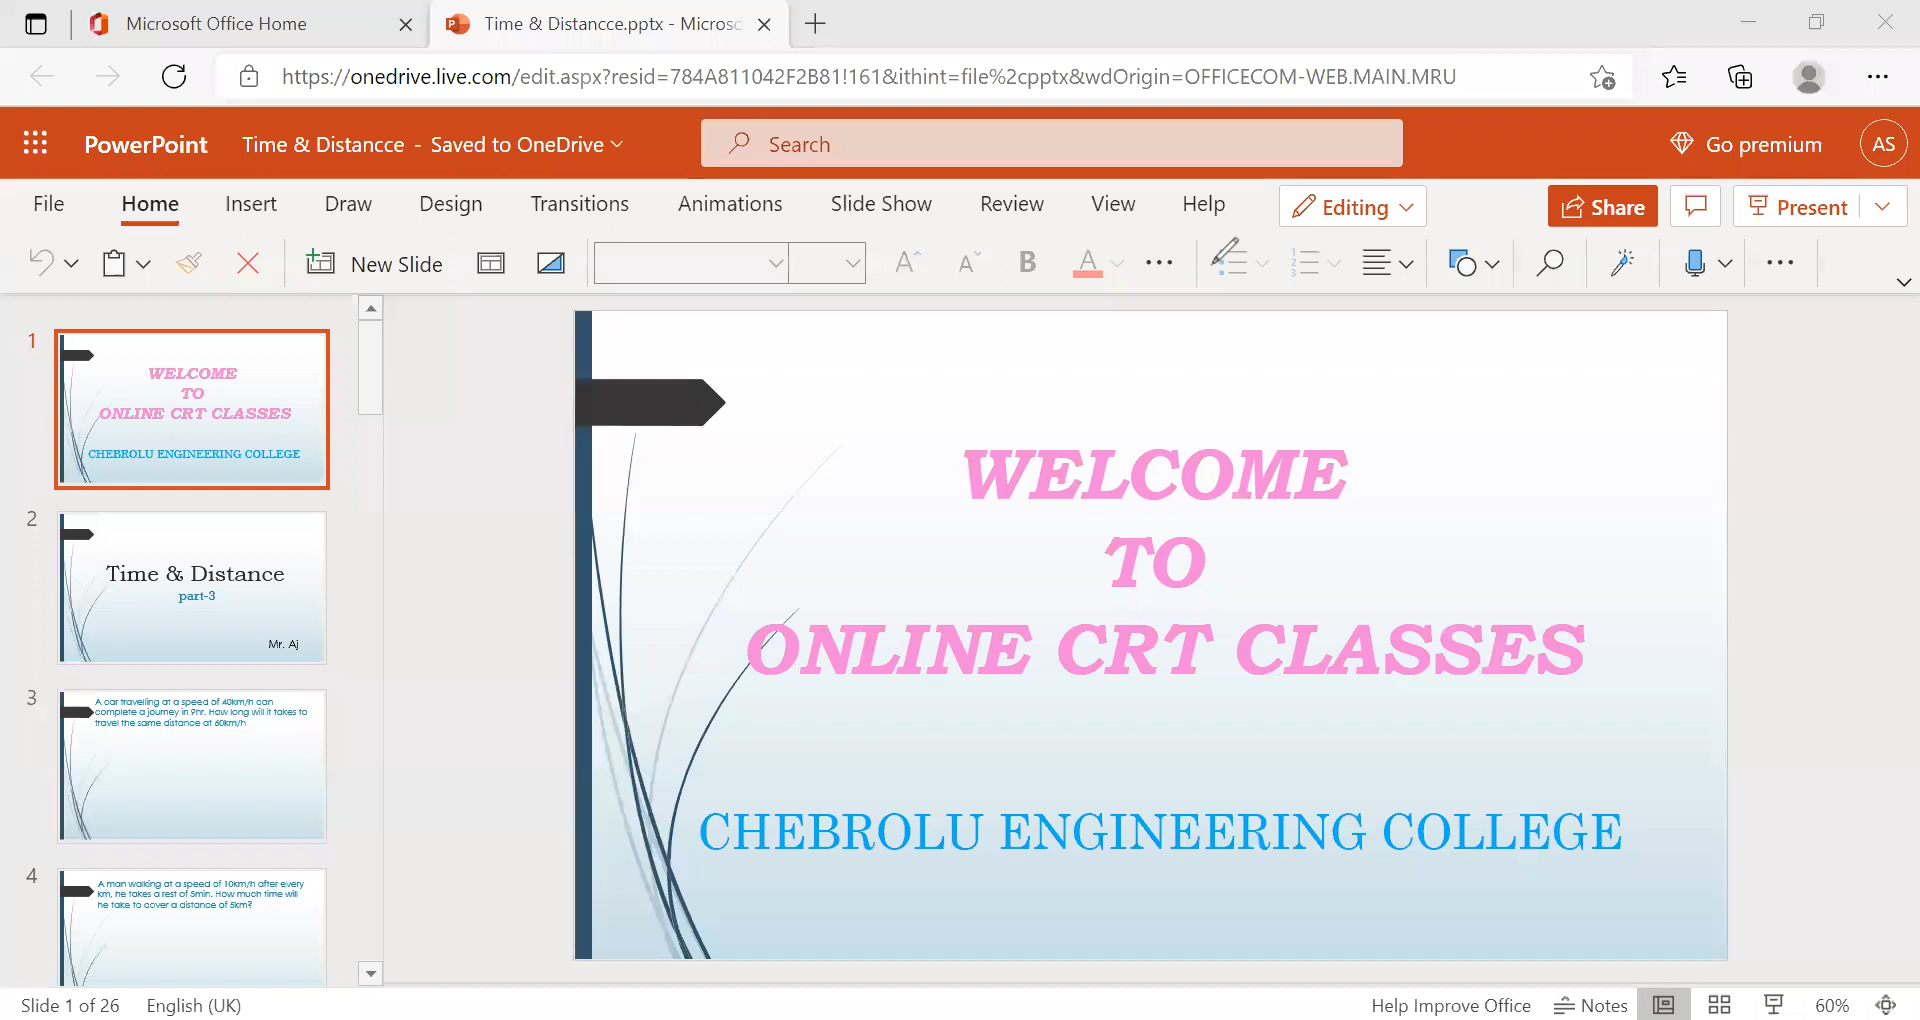 Microsoft Office Home
Time & Distancce.pptx - Microsc
https://onedrive.live.com/edit.aspx?resid=784A811042F2B81!161&ithint=file%2cpptx&wdOrigin=OFFICECOM-WEB.MAIN.MRU
PowerPoint
Time & Distancce - Saved to OneDrive
Search
Go premium
AS
File Home Insert Draw Design Transitions Animations Slide Show Review View Help
Editing
Share
Present
New Slide
1
WELCOME
TO
ONLINE CRT CLASSES
CHEBROLU ENGINEERING COLLEGE
2
Time & Distance
part-3
Mr. Aj
3
A car travelling at a speed of 40km/h can
complete a journey in 9hr. How long will it takes to
travel the same distance at 60km/h
4
A man walking at a speed of 10km/h after every
km, he takes a rest of 5min. How much time will
he take to cover a distance of 5km?
WELCOME
TO
ONLINE CRT CLASSES
CHEBROLU ENGINEERING COLLEGE
Slide 1 of 26
English (UK)
Help Improve Office
Notes
60%